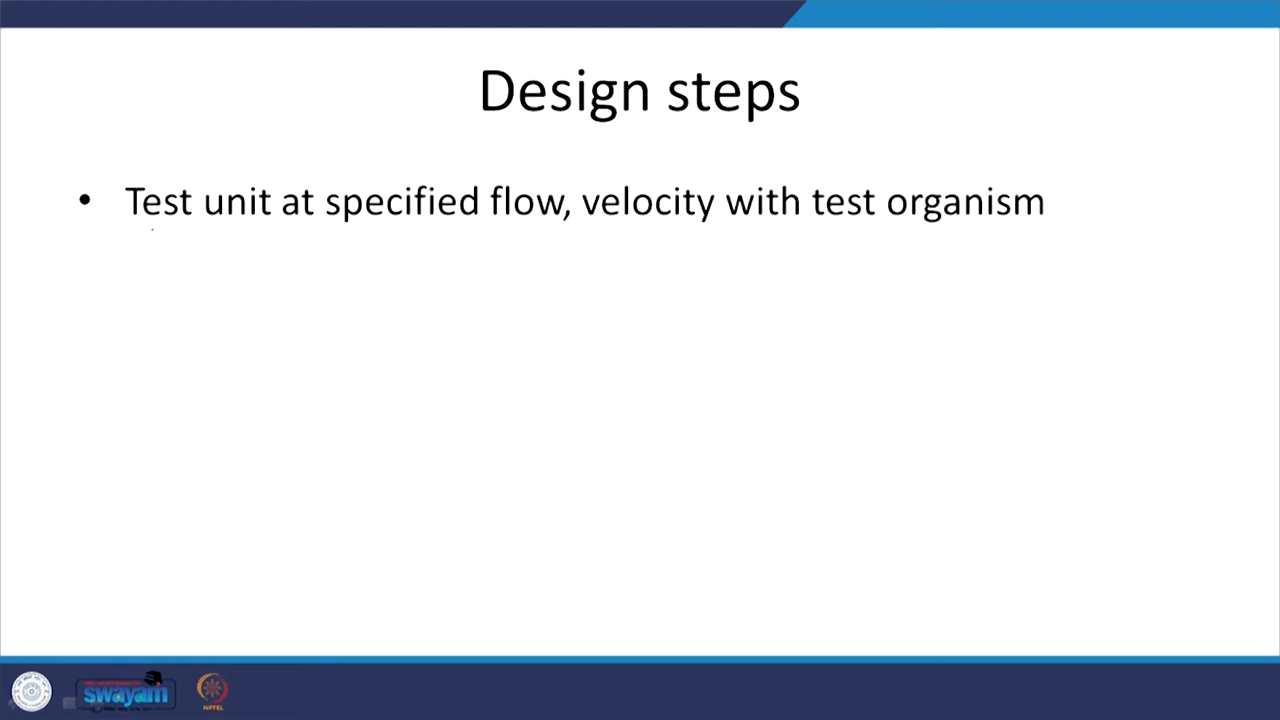 Design steps
• Test unit at specified flow, velocity with test organism
swayam
NPTEL